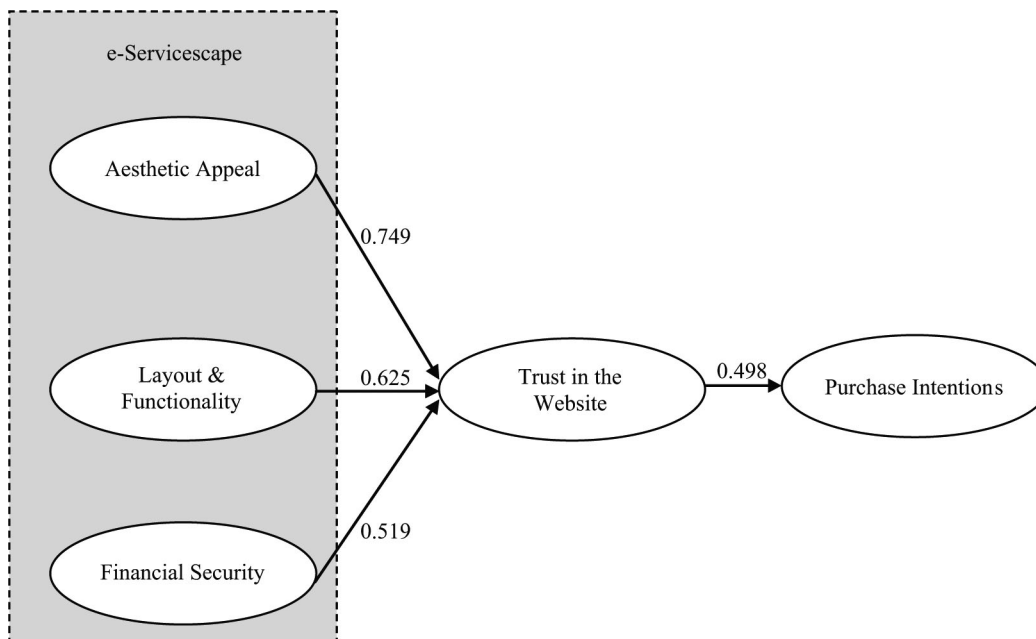 e-Servicescape
Aesthetic Appeal
0.749
Layout &
Functionality
0.625
Trust in the
Website
0.498
Purchase Intentions
0.519
Financial Security